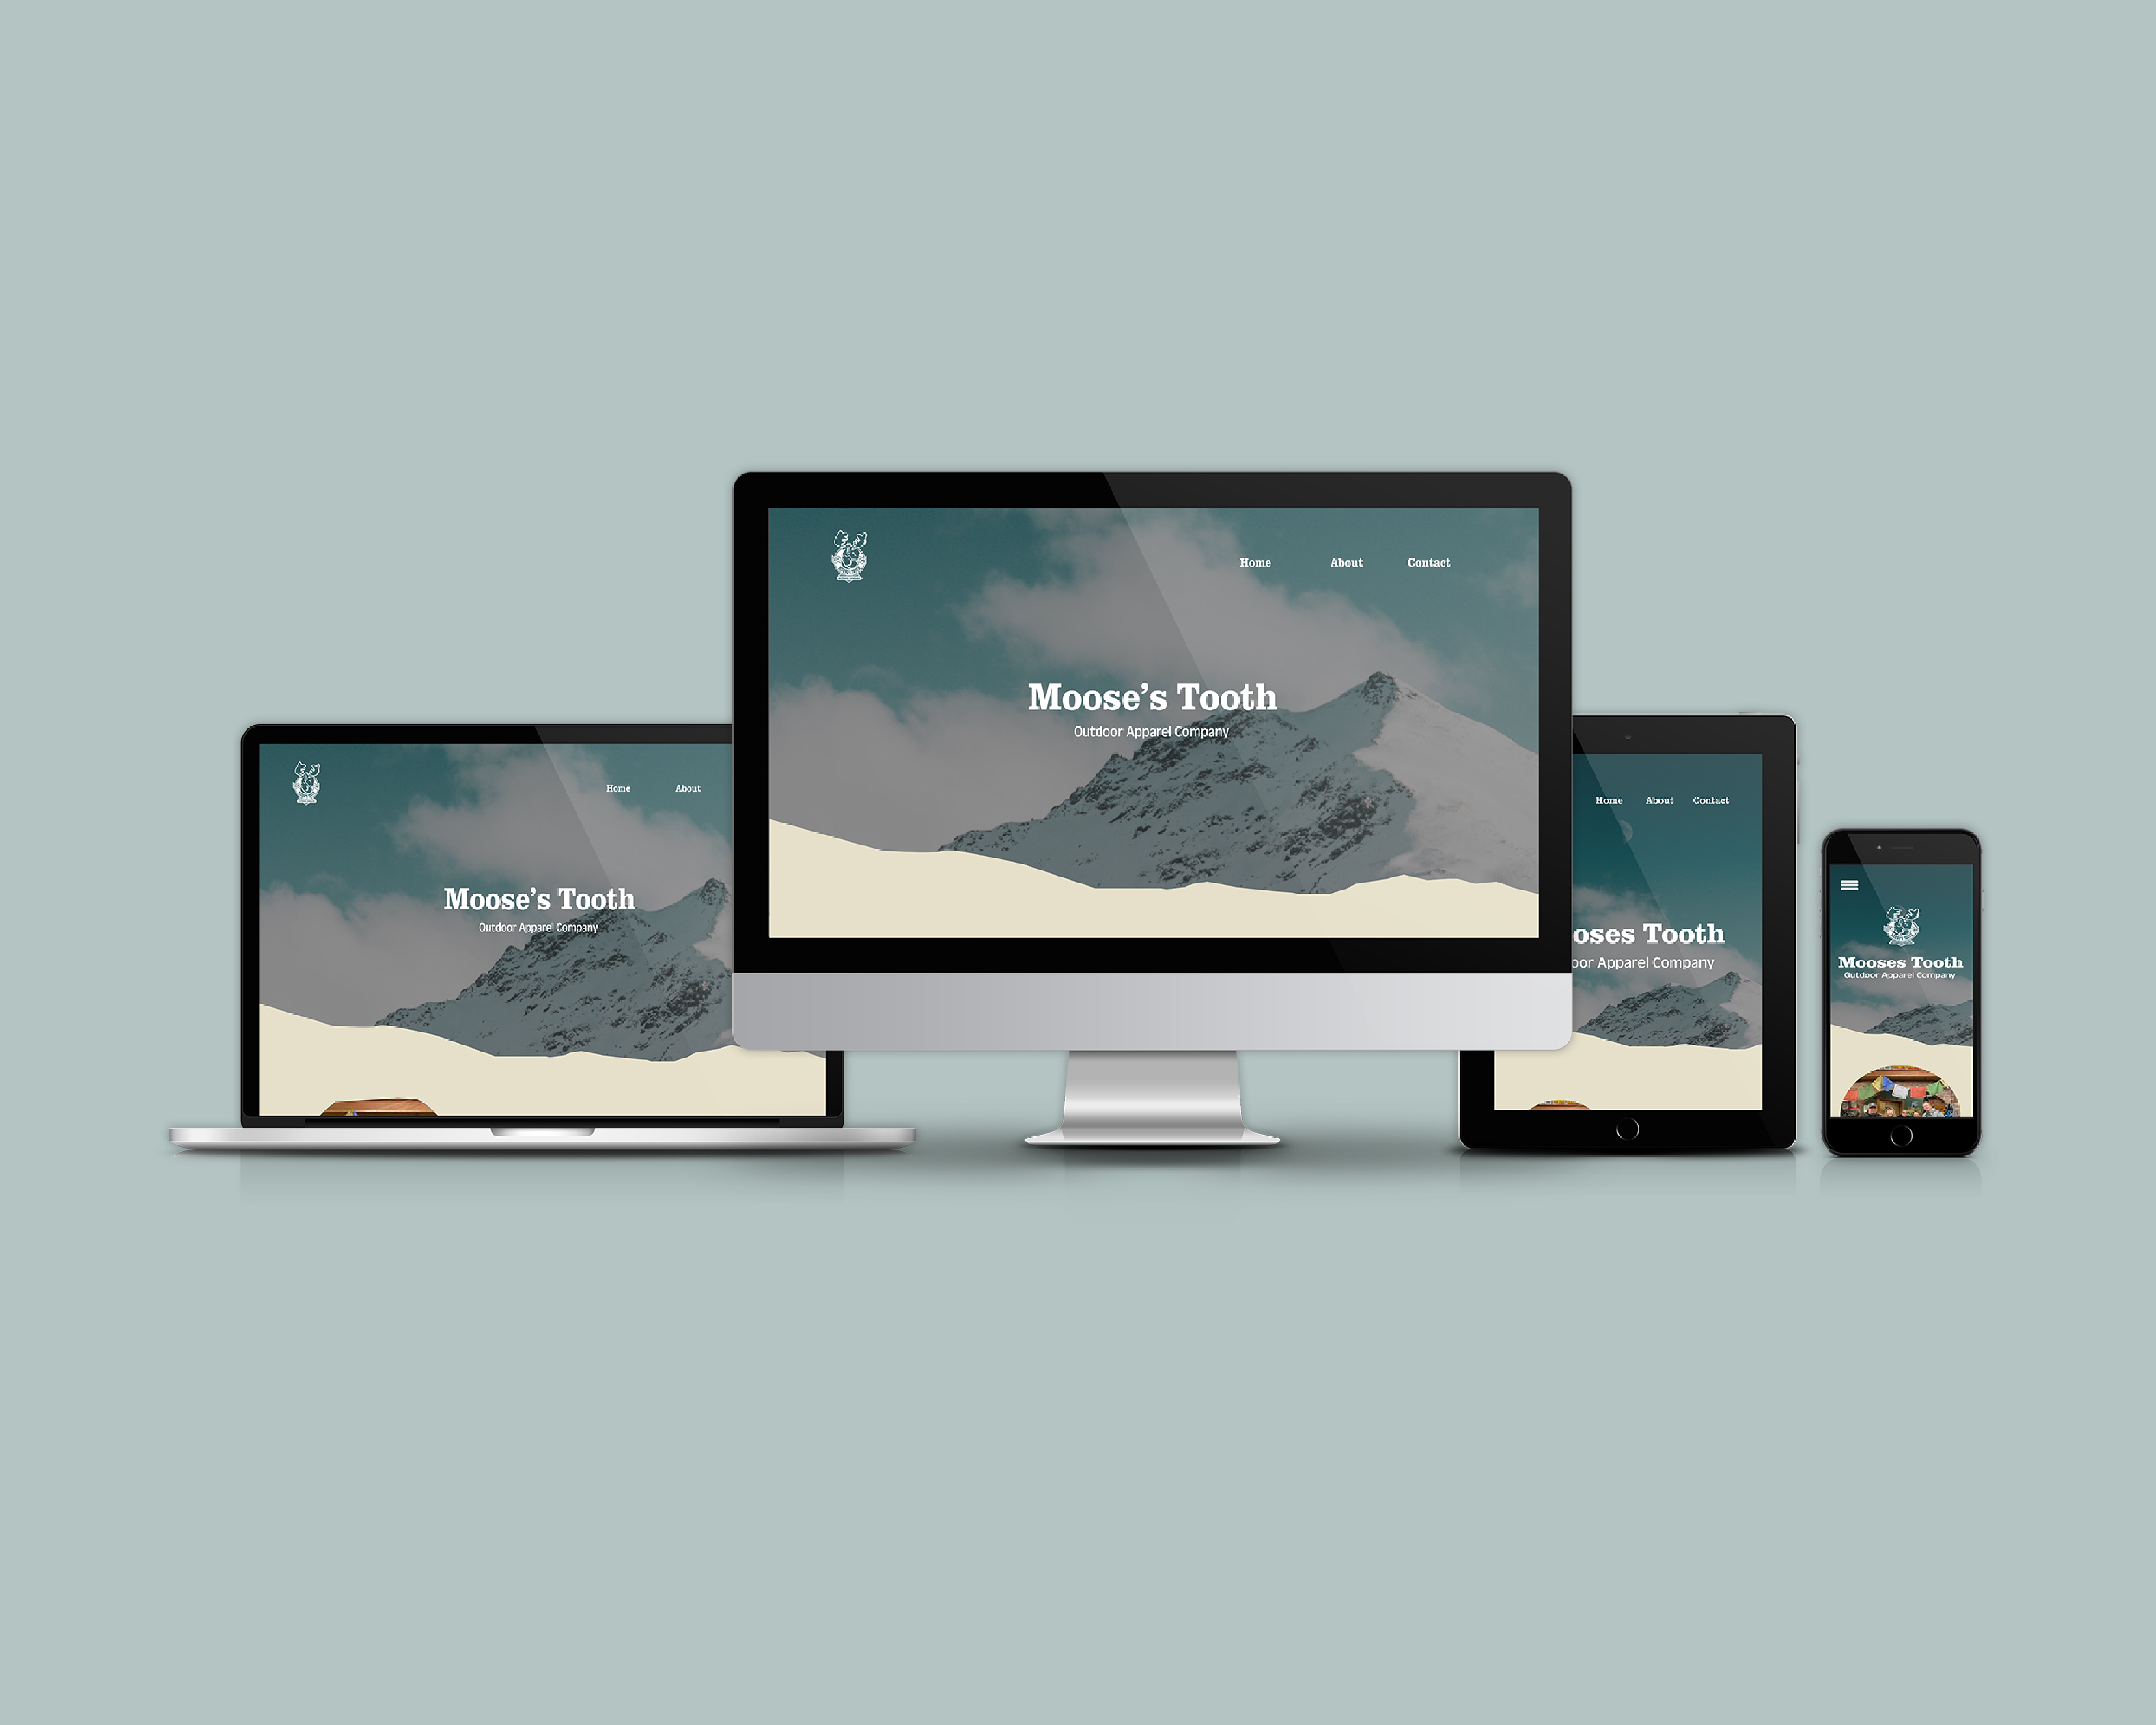 Home About Contact
Moose's Tooth
Outdoor Apparel Company
Home About
Moose's Tooth
Outdoor Apparel Company
Home About Contact
oses Tooth
oor Apparel Company
Mooses Tooth
Outdoor Apparel Company